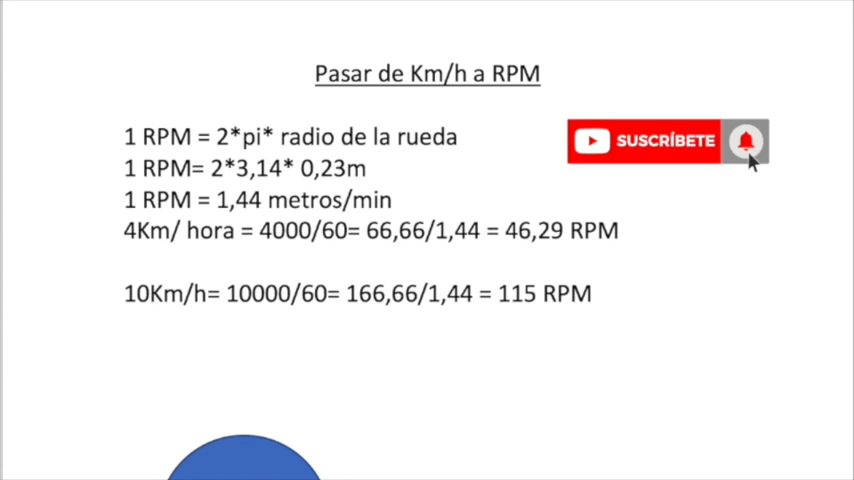 Pasar de Km/h a RPM
1 RPM = 2*pi* radio de la rueda
SUSCRÍBETE
1 RPM= 2*3,14* 0,23m
1 RPM = 1,44 metros/min
4Km/ hora = 4000/60= 66,66/1,44 = 46,29 RPM
10Km/h= 10000/60= 166,66/1,44 = 115 RPM